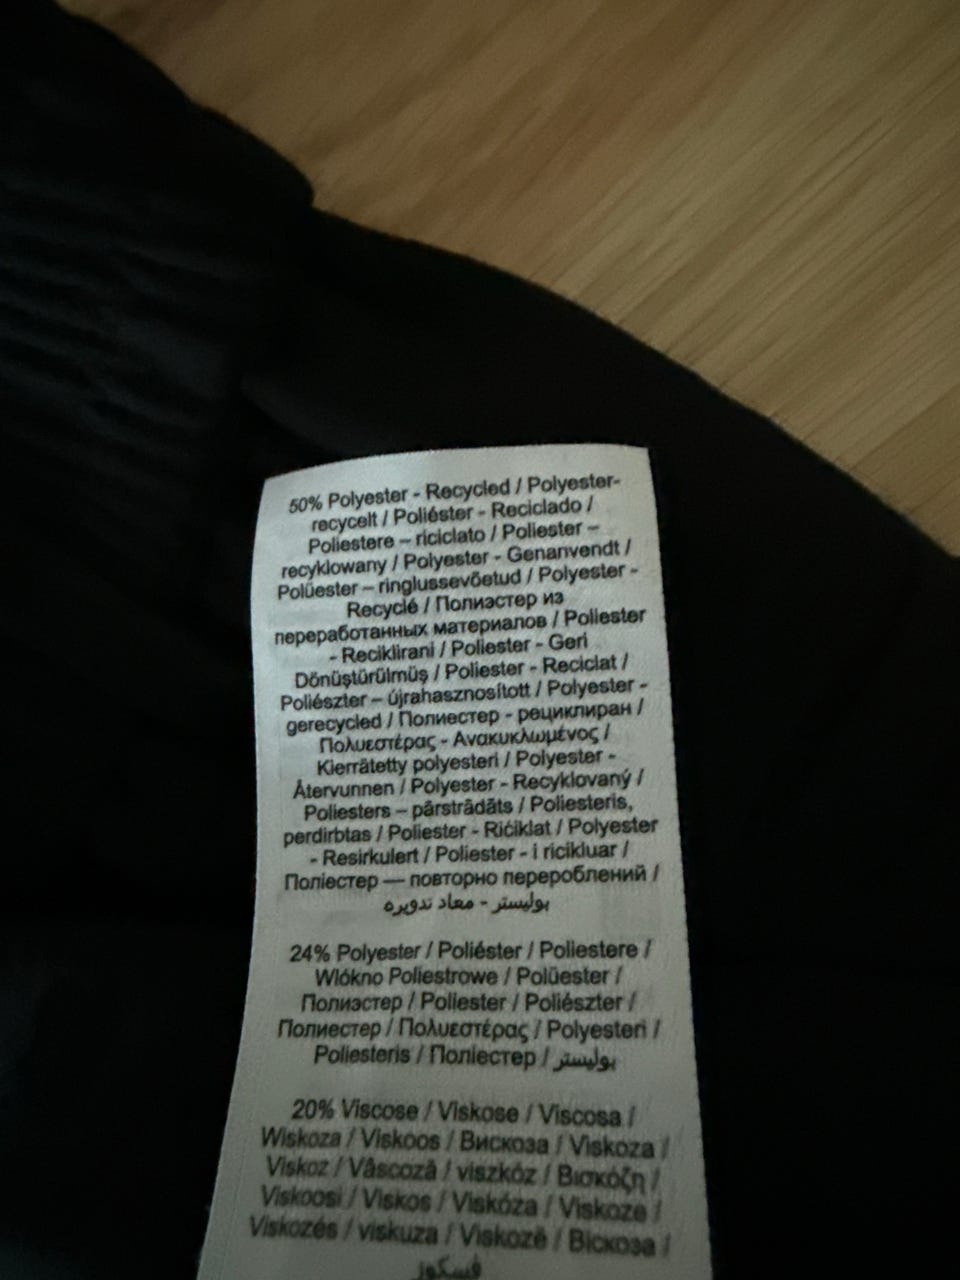 50% Polyester - Recycled / Polyester-
recycelt / Poliéster - Reciclado /
Poliestere – riciclato / Poliester –
recyklowany / Polyester - Genanvendt /
Polüester – ringlussevõetud / Polyester -
Recyclé / Полиэстер из
переработанных материалов / Poliester
- Reciklirani / Poliester - Geri
Dönüştürülmüş / Poliester - Reciclat /
Poliészter – újrahasznosított / Polyester -
gerecycled / Полиестер - рециклиран /
Πολυεστέρας - Ανακυκλωμένος /
Kierrätetty polyesteri / Polyester -
Återvunnen / Polyester - Recyklovaný /
Poliesters – pārstrādāts / Poliesteris,
perdirbtas / Poliester - Rićiklat / Polyester
- Resirkulert / Poliester - i ricikluar /
Поліестер — повторно перероблений /
بوليستر - معاد تدويره
24% Polyester / Poliéster / Poliestere /
Wlókno Poliestrowe / Polüester /
Полиэстер / Poliester / Poliészter /
Полиестер / Πολυεστέρας / Polyesteri /
Poliesteris / Поліестер / بوليستر
20% Viscose / Viskose / Viscosa /
Wiskoza / Viskoos / Вискоза / Viskoza /
Viskoz / Vâscoză / viszkóz / Βισκόζη /
Viskoosi / Viskos / Viskóza / Viskoze /
Viskozės / viskuza / Viskozë / Віскоза /
فيسكوز